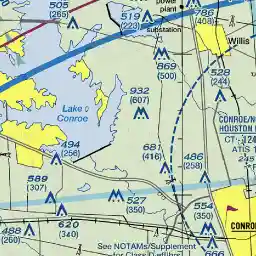 505
(265)
519
(223)
power
plant
786
(408)
substation
Willis
869
(500)
528
(244)
932
(607)
Lake
Conroe
CONROE/NO
HOUSTON
CT-
124
ATIS
494
(256)
681
(416)
486
(258)
589
(307)
527
(350)
554
(350)
CONRO
488
(260)
620
(340)
See NOTAMs/Supplement
for Class D eff hrs
666